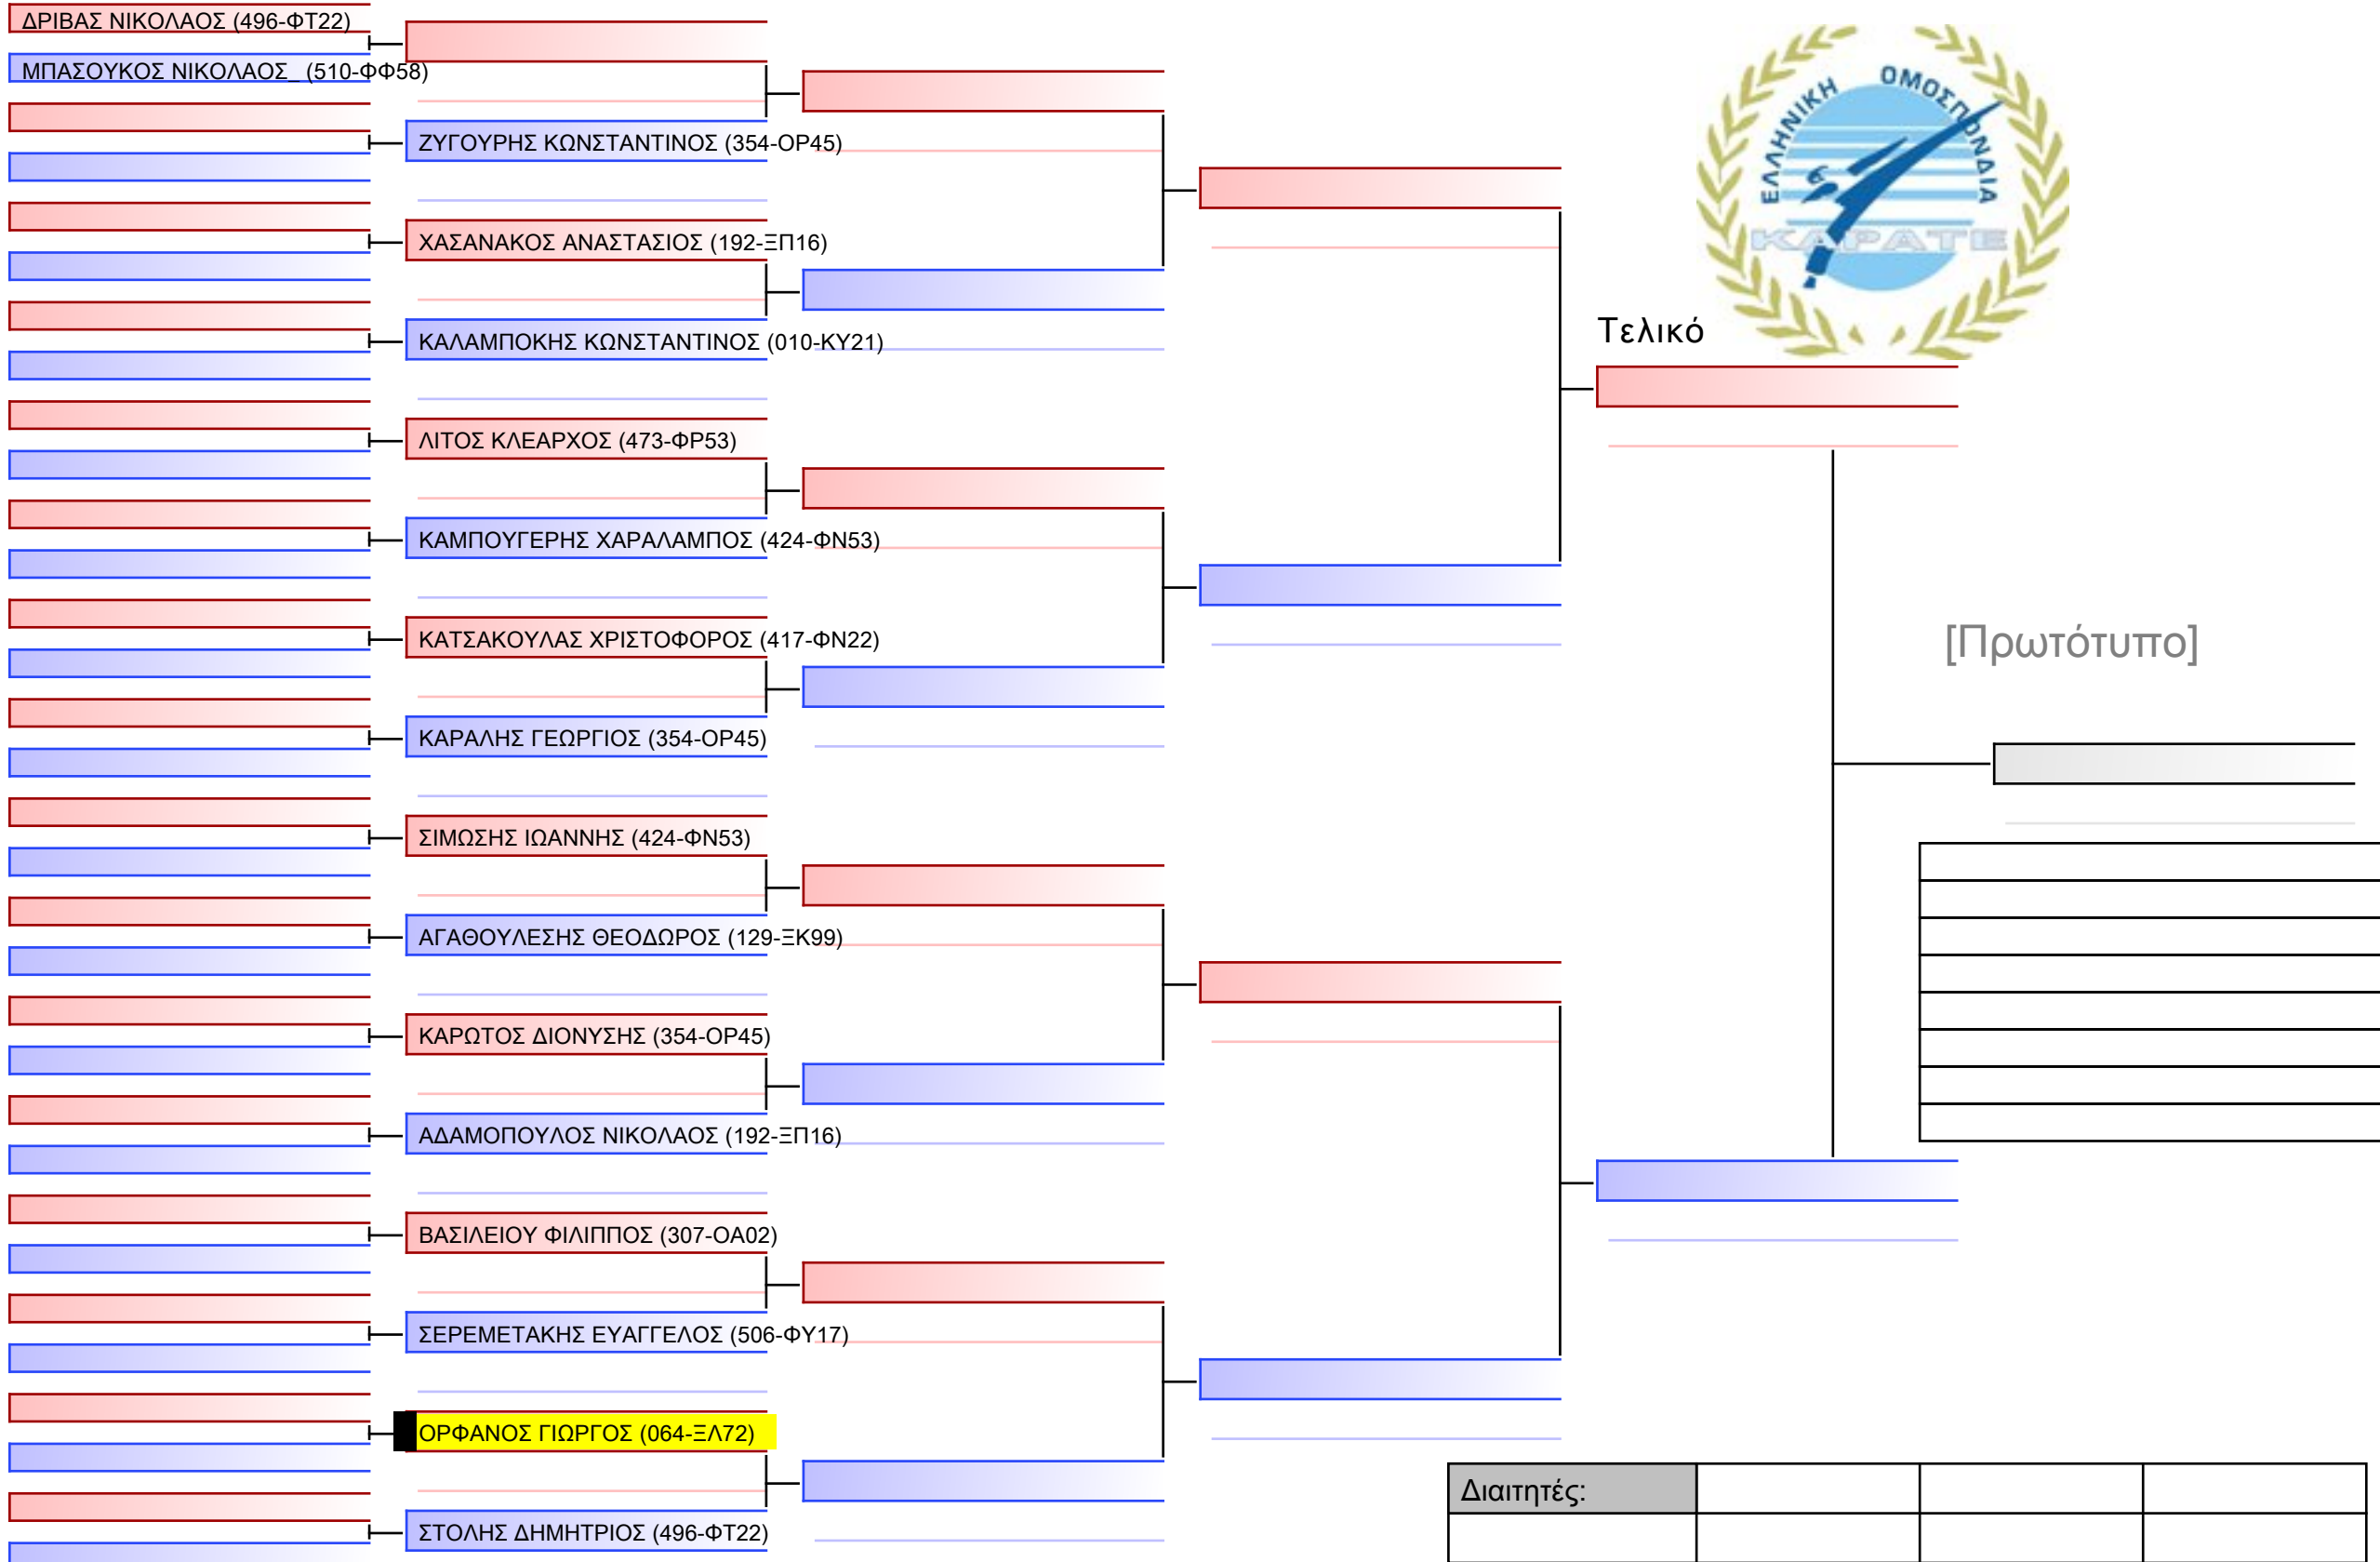 ΔΡΙΒΑΣ ΝΙΚΟΛΑΟΣ (496-ΦΤ22)
ΜΠΑΣΟΥΚΟΣ ΝΙΚΟΛΑΟΣ_ (510-ΦΦ58)
ΖΥΓΟΥΡΗΣ ΚΩΝΣΤΑΝΤΙΝΟΣ (354-ΟΡ45)
ΧΑΣΑΝΑΚΟΣ ΑΝΑΣΤΑΣΙΟΣ (192-ΞΠ16)
ΚΑΛΑΜΠΟΚΗΣ ΚΩΝΣΤΑΝΤΙΝΟΣ (010-ΚΥ21)
ΛΙΤΟΣ ΚΛΕΑΡΧΟΣ (473-ΦΡ53)
ΚΑΜΠΟΥΓΕΡΗΣ ΧΑΡΑΛΑΜΠΟΣ (424-ΦΝ53)
ΚΑΤΣΑΚΟΥΛΑΣ ΧΡΙΣΤΟΦΟΡΟΣ (417-ΦΝ22)
ΚΑΡΑΛΗΣ ΓΕΩΡΓΙΟΣ (354-ΟΡ45)
ΣΙΜΩΣΗΣ ΙΩΑΝΝΗΣ (424-ΦΝ53)
ΑΓΑΘΟΥΛΕΣΗΣ ΘΕΟΔΩΡΟΣ (129-ΞΚ99)
ΚΑΡΩΤΟΣ ΔΙΟΝΥΣΗΣ (354-ΟΡ45)
ΑΔΑΜΟΠΟΥΛΟΣ ΝΙΚΟΛΑΟΣ (192-ΞΠ16)
ΒΑΣΙΛΕΙΟΥ ΦΙΛΙΠΠΟΣ (307-ΟΑ02)
ΣΕΡΕΜΕΤΑΚΗΣ ΕΥΑΓΓΕΛΟΣ (506-ΦΥ17)
ΟΡΦΑΝΟΣ ΓΙΩΡΓΟΣ (064-ΞΛ72)
ΣΤΟΛΗΣ ΔΗΜΗΤΡΙΟΣ (496-ΦΤ22)
ΕΛΛΗΝΙΚΗ ΟΜΟΣΠΟΝΔΙΑ
ΚΑΡΑΤΕ
Τελικό
[Πρωτότυπο]
Διαιτητές: